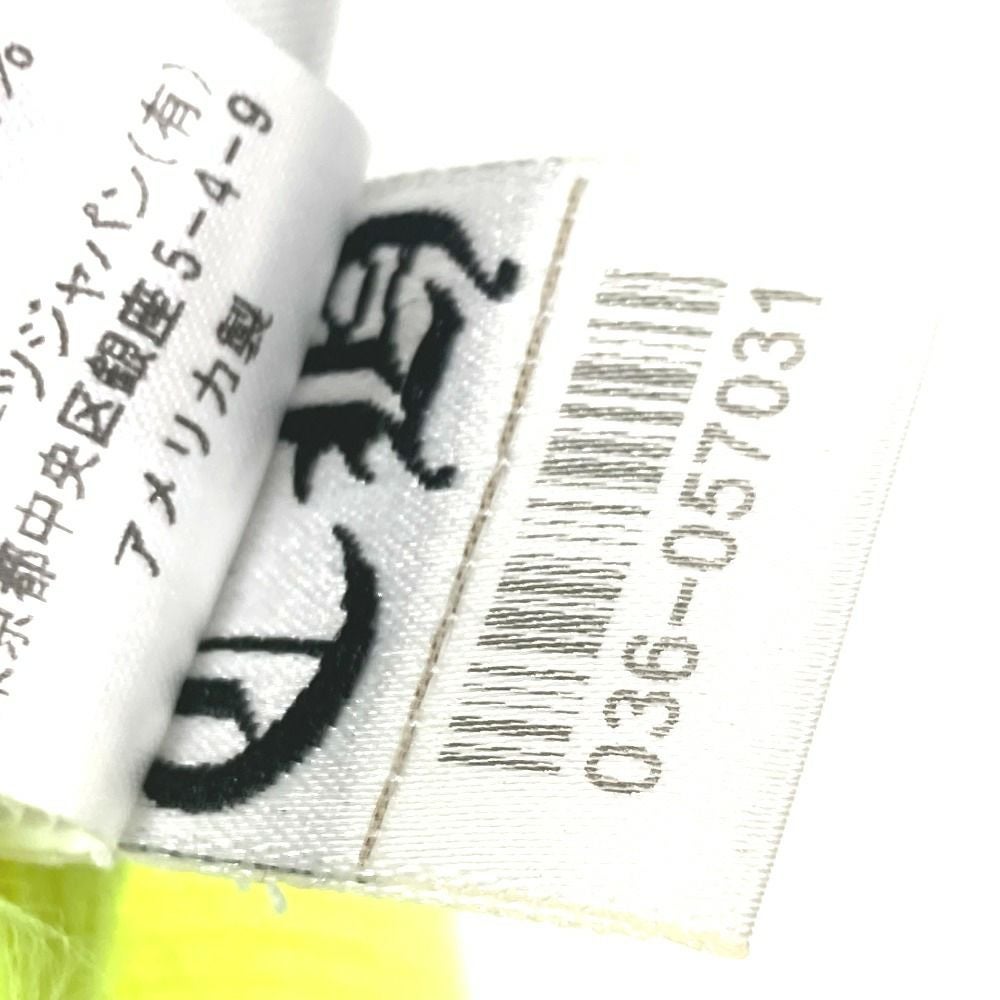 %
ジャパン(有)
京都中央区銀座5-4-9
アメリカ製
036-057031